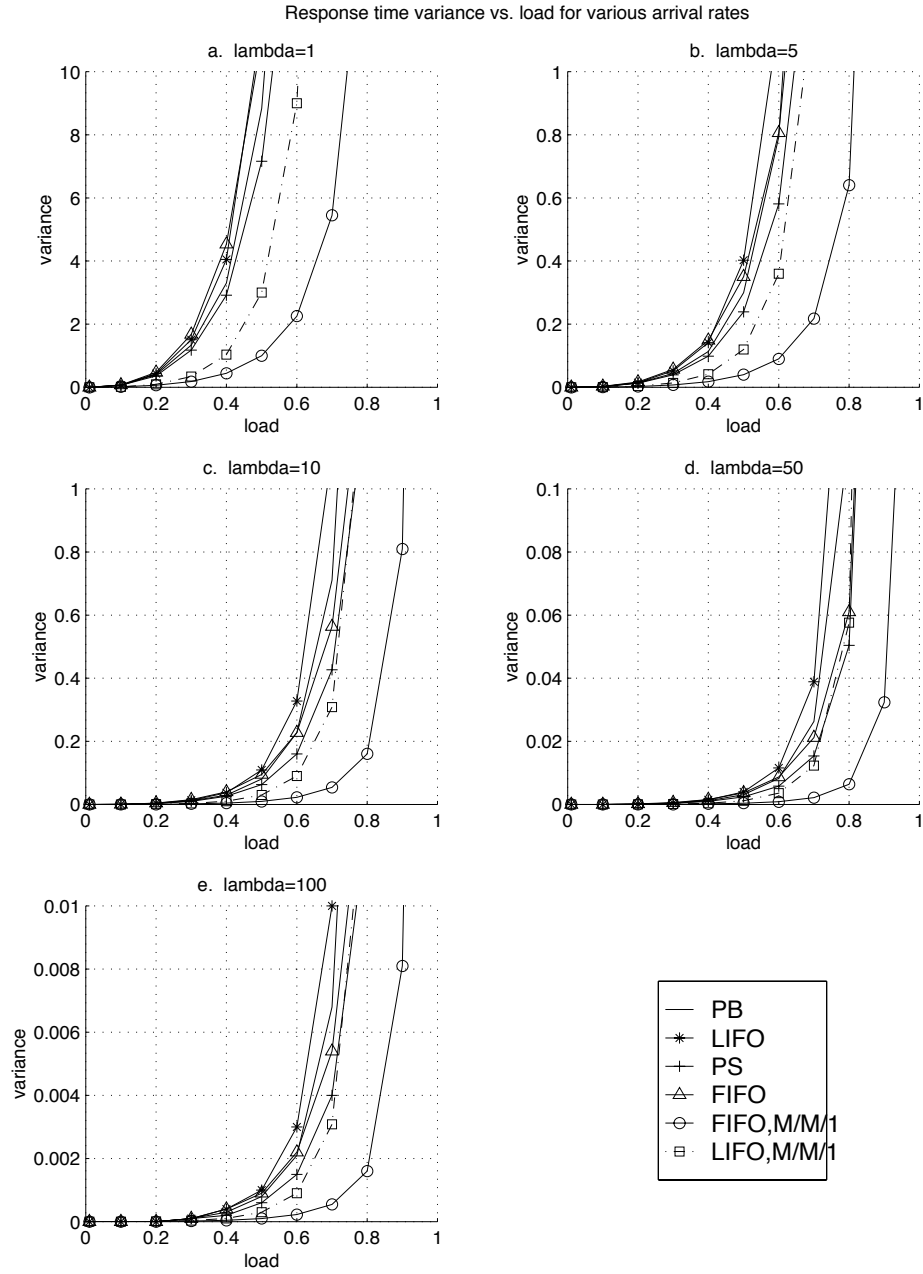 Response time variance vs. load for various arrival rates
a. lambda=1
10
8
6
4
2
0
variance
0 0.2 0.4 0.6 0.8 1
load
b. lambda=5
1
0.8
0.6
0.4
0.2
0
variance
0 0.2 0.4 0.6 0.8 1
load
c. lambda=10
1
0.8
0.6
0.4
0.2
0
variance
0 0.2 0.4 0.6 0.8 1
load
d. lambda=50
0.1
0.08
0.06
0.04
0.02
0
variance
0 0.2 0.4 0.6 0.8 1
load
e. lambda=100
0.01
0.008
0.006
0.004
0.002
0
variance
0 0.2 0.4 0.6 0.8 1
load
PB
LIFO
PS
FIFO
FIFO,M/M/1
LIFO,M/M/1